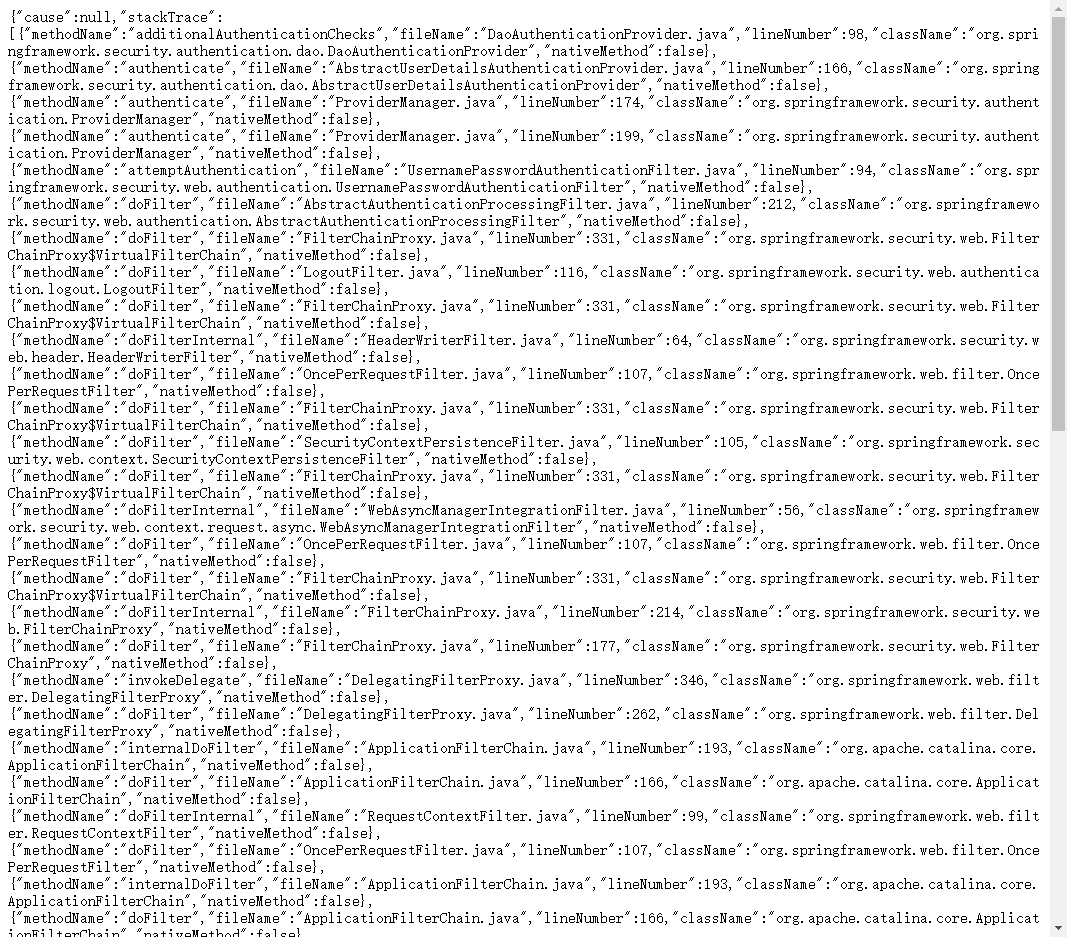 {"cause":null,"stackTrace":
[{"methodName":"additionalAuthenticationChecks","fileName":"DaoAuthenticationProvider.java","lineNumber":98,"className":"org.spri
ngframework.security.authentication.dao.DaoAuthenticationProvider","nativeMethod":false},
{"methodName":"authenticate","fileName":"AbstractUserDetailsAuthenticationProvider.java","lineNumber":166,"className":"org.spring
framework.security.authentication.dao.AbstractUserDetailsAuthenticationProvider","nativeMethod":false},
{"methodName":"authenticate","fileName":"ProviderManager.java","lineNumber":174,"className":"org.springframework.security.authent
ication.ProviderManager","nativeMethod":false},
{"methodName":"authenticate","fileName":"ProviderManager.java","lineNumber":199,"className":"org.springframework.security.authent
ication.ProviderManager","nativeMethod":false},
{"methodName":"attemptAuthentication","fileName":"UsernamePasswordAuthenticationFilter.java","lineNumber":94,"className":"org.spr
ingframework.security.web.authentication.UsernamePasswordAuthenticationFilter","nativeMethod":false},
{"methodName":"doFilter","fileName":"AbstractAuthenticationProcessingFilter.java","lineNumber":212,"className":"org.springframewo
rk.security.web.authentication.AbstractAuthenticationProcessingFilter","nativeMethod":false},
{"methodName":"doFilter","fileName":"FilterChainProxy.java","lineNumber":331,"className":"org.springframework.security.web.Filter
ChainProxy$VirtualFilterChain","nativeMethod":false},
{"methodName":"doFilter","fileName":"LogoutFilter.java","lineNumber":116,"className":"org.springframework.security.web.authentica
tion.logout.LogoutFilter","nativeMethod":false},
{"methodName":"doFilter","fileName":"FilterChainProxy.java","lineNumber":331,"className":"org.springframework.security.web.Filter
ChainProxy$VirtualFilterChain","nativeMethod":false},
{"methodName":"doFilterInternal","fileName":"HeaderWriterFilter.java","lineNumber":64,"className":"org.springframework.security.w
eb.header.HeaderWriterFilter","nativeMethod":false},
{"methodName":"doFilter","fileName":"OncePerRequestFilter.java","lineNumber":107,"className":"org.springframework.web.filter.Once
PerRequestFilter","nativeMethod":false},
{"methodName":"doFilter","fileName":"FilterChainProxy.java","lineNumber":331,"className":"org.springframework.security.web.Filter
ChainProxy$VirtualFilterChain","nativeMethod":false},
{"methodName":"doFilter","fileName":"SecurityContextPersistenceFilter.java","lineNumber":105,"className":"org.springframework.sec
urity.web.context.SecurityContextPersistenceFilter","nativeMethod":false},
{"methodName":"doFilter","fileName":"FilterChainProxy.java","lineNumber":331,"className":"org.springframework.security.web.Filter
ChainProxy$VirtualFilterChain","nativeMethod":false},
{"methodName":"doFilterInternal","fileName":"WebAsyncManagerIntegrationFilter.java","lineNumber":56,"className":"org.springframew
ork.security.web.context.request.async.WebAsyncManagerIntegrationFilter","nativeMethod":false},
{"methodName":"doFilter","fileName":"OncePerRequestFilter.java","lineNumber":107,"className":"org.springframework.web.filter.Once
PerRequestFilter","nativeMethod":false},
{"methodName":"doFilter","fileName":"FilterChainProxy.java","lineNumber":331,"className":"org.springframework.security.web.Filter
ChainProxy$VirtualFilterChain","nativeMethod":false},
{"methodName":"doFilterInternal","fileName":"FilterChainProxy.java","lineNumber":214,"className":"org.springframework.security.we
b.FilterChainProxy","nativeMethod":false},
{"methodName":"doFilter","fileName":"FilterChainProxy.java","lineNumber":177,"className":"org.springframework.security.web.Filter
ChainProxy","nativeMethod":false},
{"methodName":"invokeDelegate","fileName":"DelegatingFilterProxy.java","lineNumber":346,"className":"org.springframework.web.filt
er.DelegatingFilterProxy","nativeMethod":false},
{"methodName":"doFilter","fileName":"DelegatingFilterProxy.java","lineNumber":262,"className":"org.springframework.web.filter.Del
egatingFilterProxy","nativeMethod":false},
{"methodName":"internalDoFilter","fileName":"ApplicationFilterChain.java","lineNumber":193,"className":"org.apache.catalina.core.
ApplicationFilterChain","nativeMethod":false},
{"methodName":"doFilter","fileName":"ApplicationFilterChain.java","lineNumber":166,"className":"org.apache.catalina.core.Applicat
ionFilterChain","nativeMethod":false},
{"methodName":"doFilterInternal","fileName":"RequestContextFilter.java","lineNumber":99,"className":"org.springframework.web.filt
er.RequestContextFilter","nativeMethod":false},
{"methodName":"doFilter","fileName":"OncePerRequestFilter.java","lineNumber":107,"className":"org.springframework.web.filter.Once
PerRequestFilter","nativeMethod":false},
{"methodName":"internalDoFilter","fileName":"ApplicationFilterChain.java","lineNumber":193,"className":"org.apache.catalina.core.
ApplicationFilterChain","nativeMethod":false},
{"methodName":"doFilter","fileName":"ApplicationFilterChain.java","lineNumber":166,"className":"org.apache.catalina.core.Applicat
ionFilterChain","nativeMethod":false},